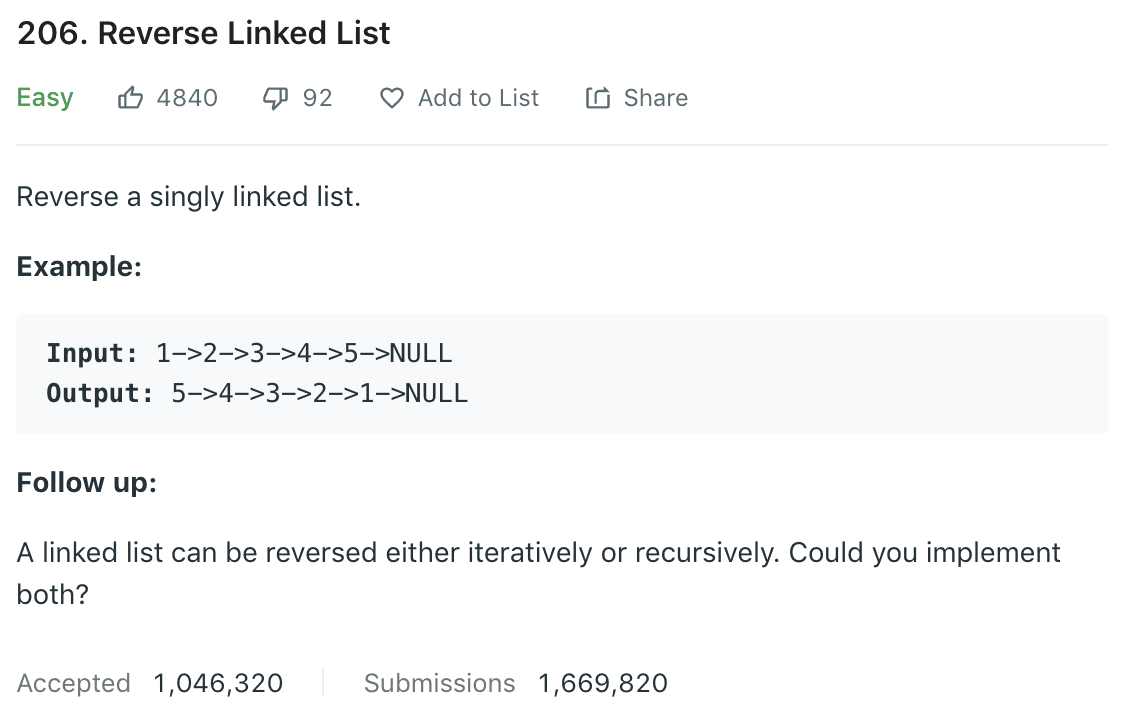 206. Reverse Linked List
Easy 4840 92 Add to List Share
Reverse a singly linked list.
Example:
Input: 1->2->3->4->5->NULL
Output: 5->4->3->2->1->NULL
Follow up:
A linked list can be reversed either iteratively or recursively. Could you implement
both?
Accepted 1,046,320 Submissions 1,669,820